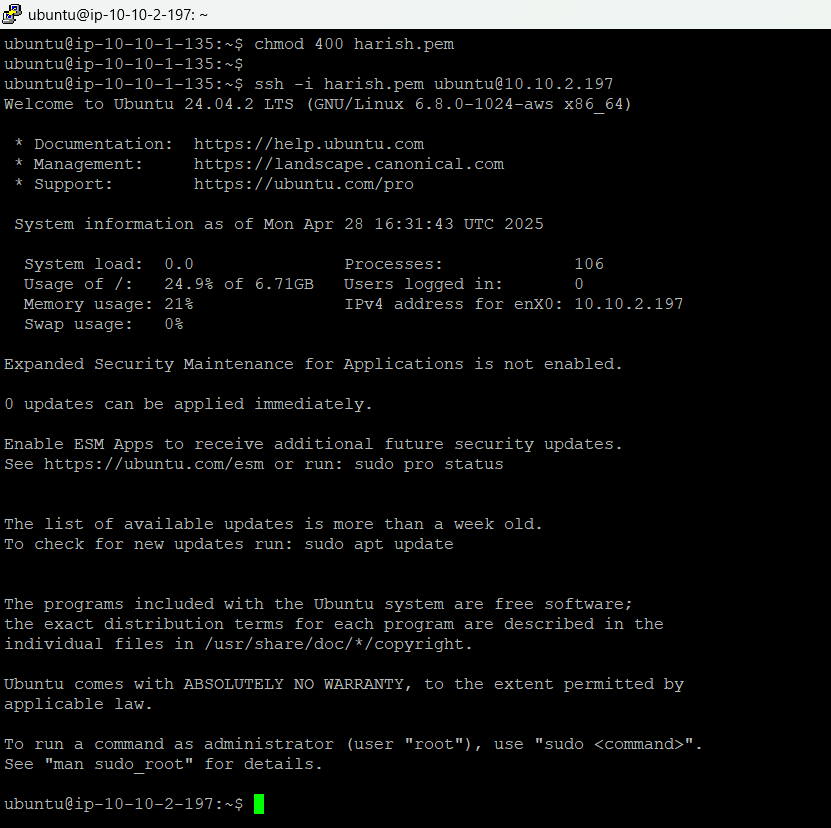 ubuntu@ip-10-10-2-197: ~
ubuntu@ip-10-10-1-135:~$ chmod 400 harish.pem
ubuntu@ip-10-10-1-135:~$
ubuntu@ip-10-10-1-135:~$ ssh -i harish.pem ubuntu@10.10.2.197
Welcome to Ubuntu 24.04.2 LTS (GNU/Linux 6.8.0-1024-aws x86_64)
 * Documentation:  https://help.ubuntu.com
 * Management:     https://landscape.canonical.com
 * Support:        https://ubuntu.com/pro
 System information as of Mon Apr 28 16:31:43 UTC 2025
  System load:  0.0               Processes:             106
  Usage of /:   24.9% of 6.71GB   Users logged in:       0
  Memory usage: 21%               IPv4 address for enX0: 10.10.2.197
  Swap usage:   0%
Expanded Security Maintenance for Applications is not enabled.
0 updates can be applied immediately.
Enable ESM Apps to receive additional future security updates.
See https://ubuntu.com/esm or run: sudo pro status
The list of available updates is more than a week old.
To check for new updates run: sudo apt update
The programs included with the Ubuntu system are free software;
the exact distribution terms for each program are described in the
individual files in /usr/share/doc/*/copyright.
Ubuntu comes with ABSOLUTELY NO WARRANTY, to the extent permitted by
applicable law.
To run a command as administrator (user "root"), use "sudo <command>".
See "man sudo_root" for details.
ubuntu@ip-10-10-2-197:~$